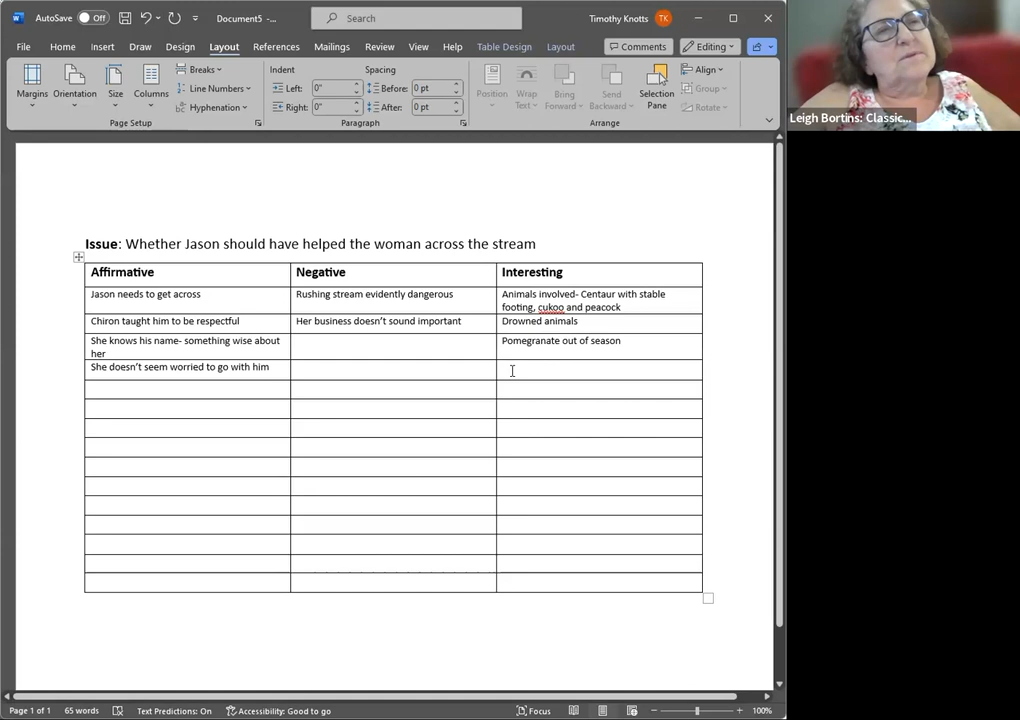 AutoSave Off Document5 -... Search Timothy Knotts TK
File Home Insert Draw Design Layout References Mailings Review View Help Table Design Layout Comments Editing
Margins Orientation Size Columns Breaks Line Numbers Hyphenation
Page Setup
Indent Spacing
Left: 0" Before: 0 pt
Right: 0" After: 0 pt
Paragraph
Position Wrap Text Bring Forward Send Backward Selection Pane Align Group Rotate
Arrange
Leigh Bortins: Classic...
Issue: Whether Jason should have helped the woman across the stream
Affirmative Negative Interesting
Jason needs to get across Rushing stream evidently dangerous Animals involved- Centaur with stable
footing, cukoo and peacock
Chiron taught him to be respectful Her business doesn't sound important Drowned animals
She knows his name- something wise about
her
Pomegranate out of season
She doesn't seem worried to go with him
Page 1 of 1 65 words Text Predictions: On Accessibility: Good to go Focus 100%